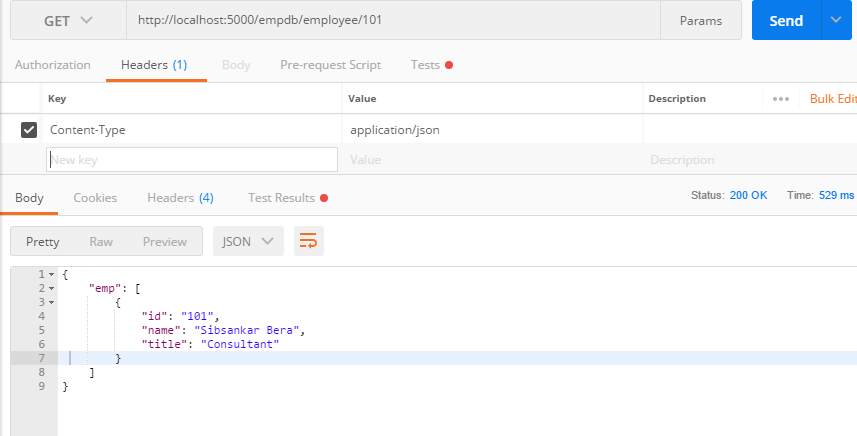 GET http://localhost:5000/empdb/employee/101 Params Send
Authorization Headers (1) Body Pre-request Script Tests
Key Value Description ••• Bulk Edit
Content-Type application/json
New key Value Description
Body Cookies Headers (4) Test Results Status: 200 OK Time: 529 ms
Pretty Raw Preview JSON
1 {
2 "emp": [
3 {
4 "id": "101",
5 "name": "Sibsankar Bera",
6 "title": "Consultant"
7 }
8 ]
9 }